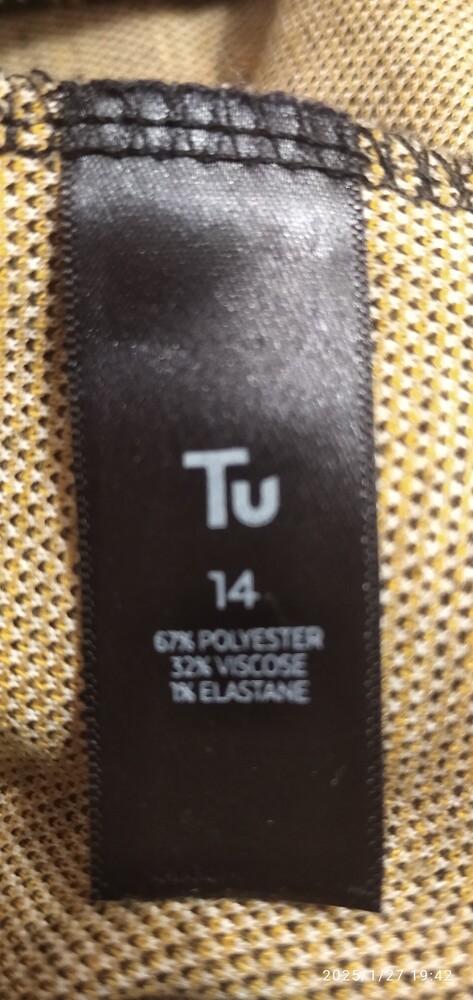 Tu
14
67% POLYESTER
32% VISCOSE
1% ELASTANE
2025/1/27 19:42